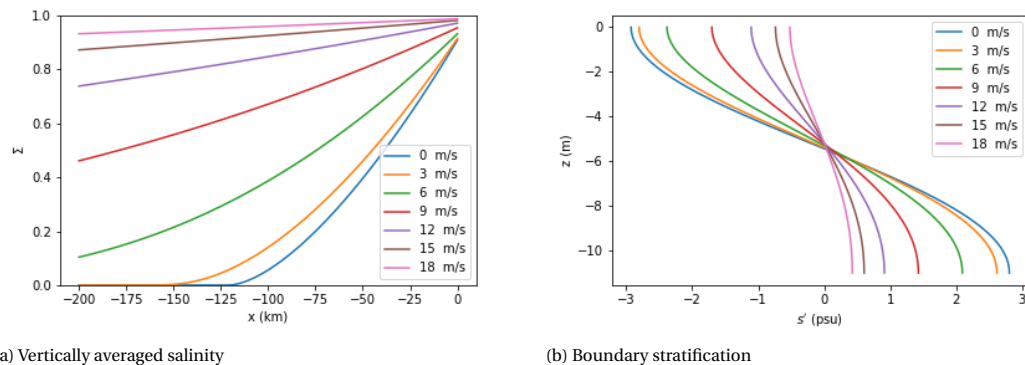 1.0
0.8
0.6
0.4
0.2
0.0
Σ
−200 −175 −150 −125 −100 −75 −50 −25 0
x (km)
0 m/s
3 m/s
6 m/s
9 m/s
12 m/s
15 m/s
18 m/s
a) Vertically averaged salinity
0
−2
−4
−6
−8
−10
z (m)
−3 −2 −1 0 1 2 3
s′ (psu)
0 m/s
3 m/s
6 m/s
9 m/s
12 m/s
15 m/s
18 m/s
(b) Boundary stratification